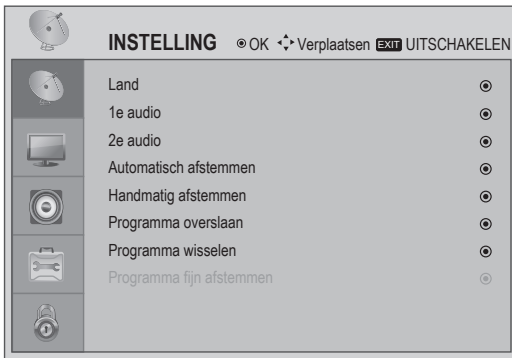 INSTELLING OK Verplaatsen EXIT UITSCHAKELEN
Land
1e audio
2e audio
Automatisch afstemmen
Handmatig afstemmen
Programma overslaan
Programma wisselen
Programma fijn afstemmen